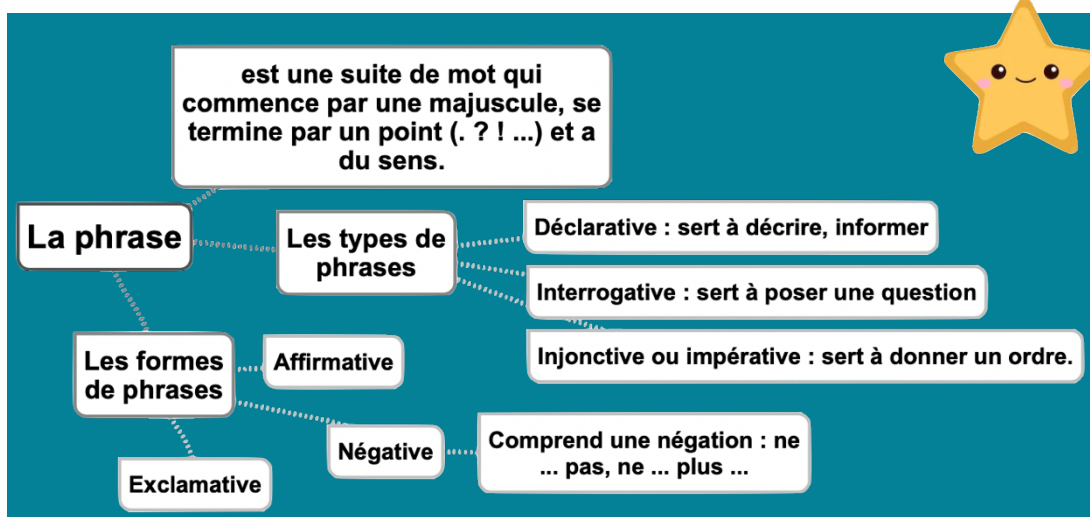 est une suite de mot qui
commence par une majuscule, se
termine par un point (. ? ! ...) et a
du sens.
La phrase
Les types de
phrases
Déclarative : sert à décrire, informer
Interrogative : sert à poser une question
Injonctive ou impérative : sert à donner un ordre.
Les formes
de phrases
Affirmative
Négative
Comprend une négation : ne
... pas, ne ... plus ...
Exclamative